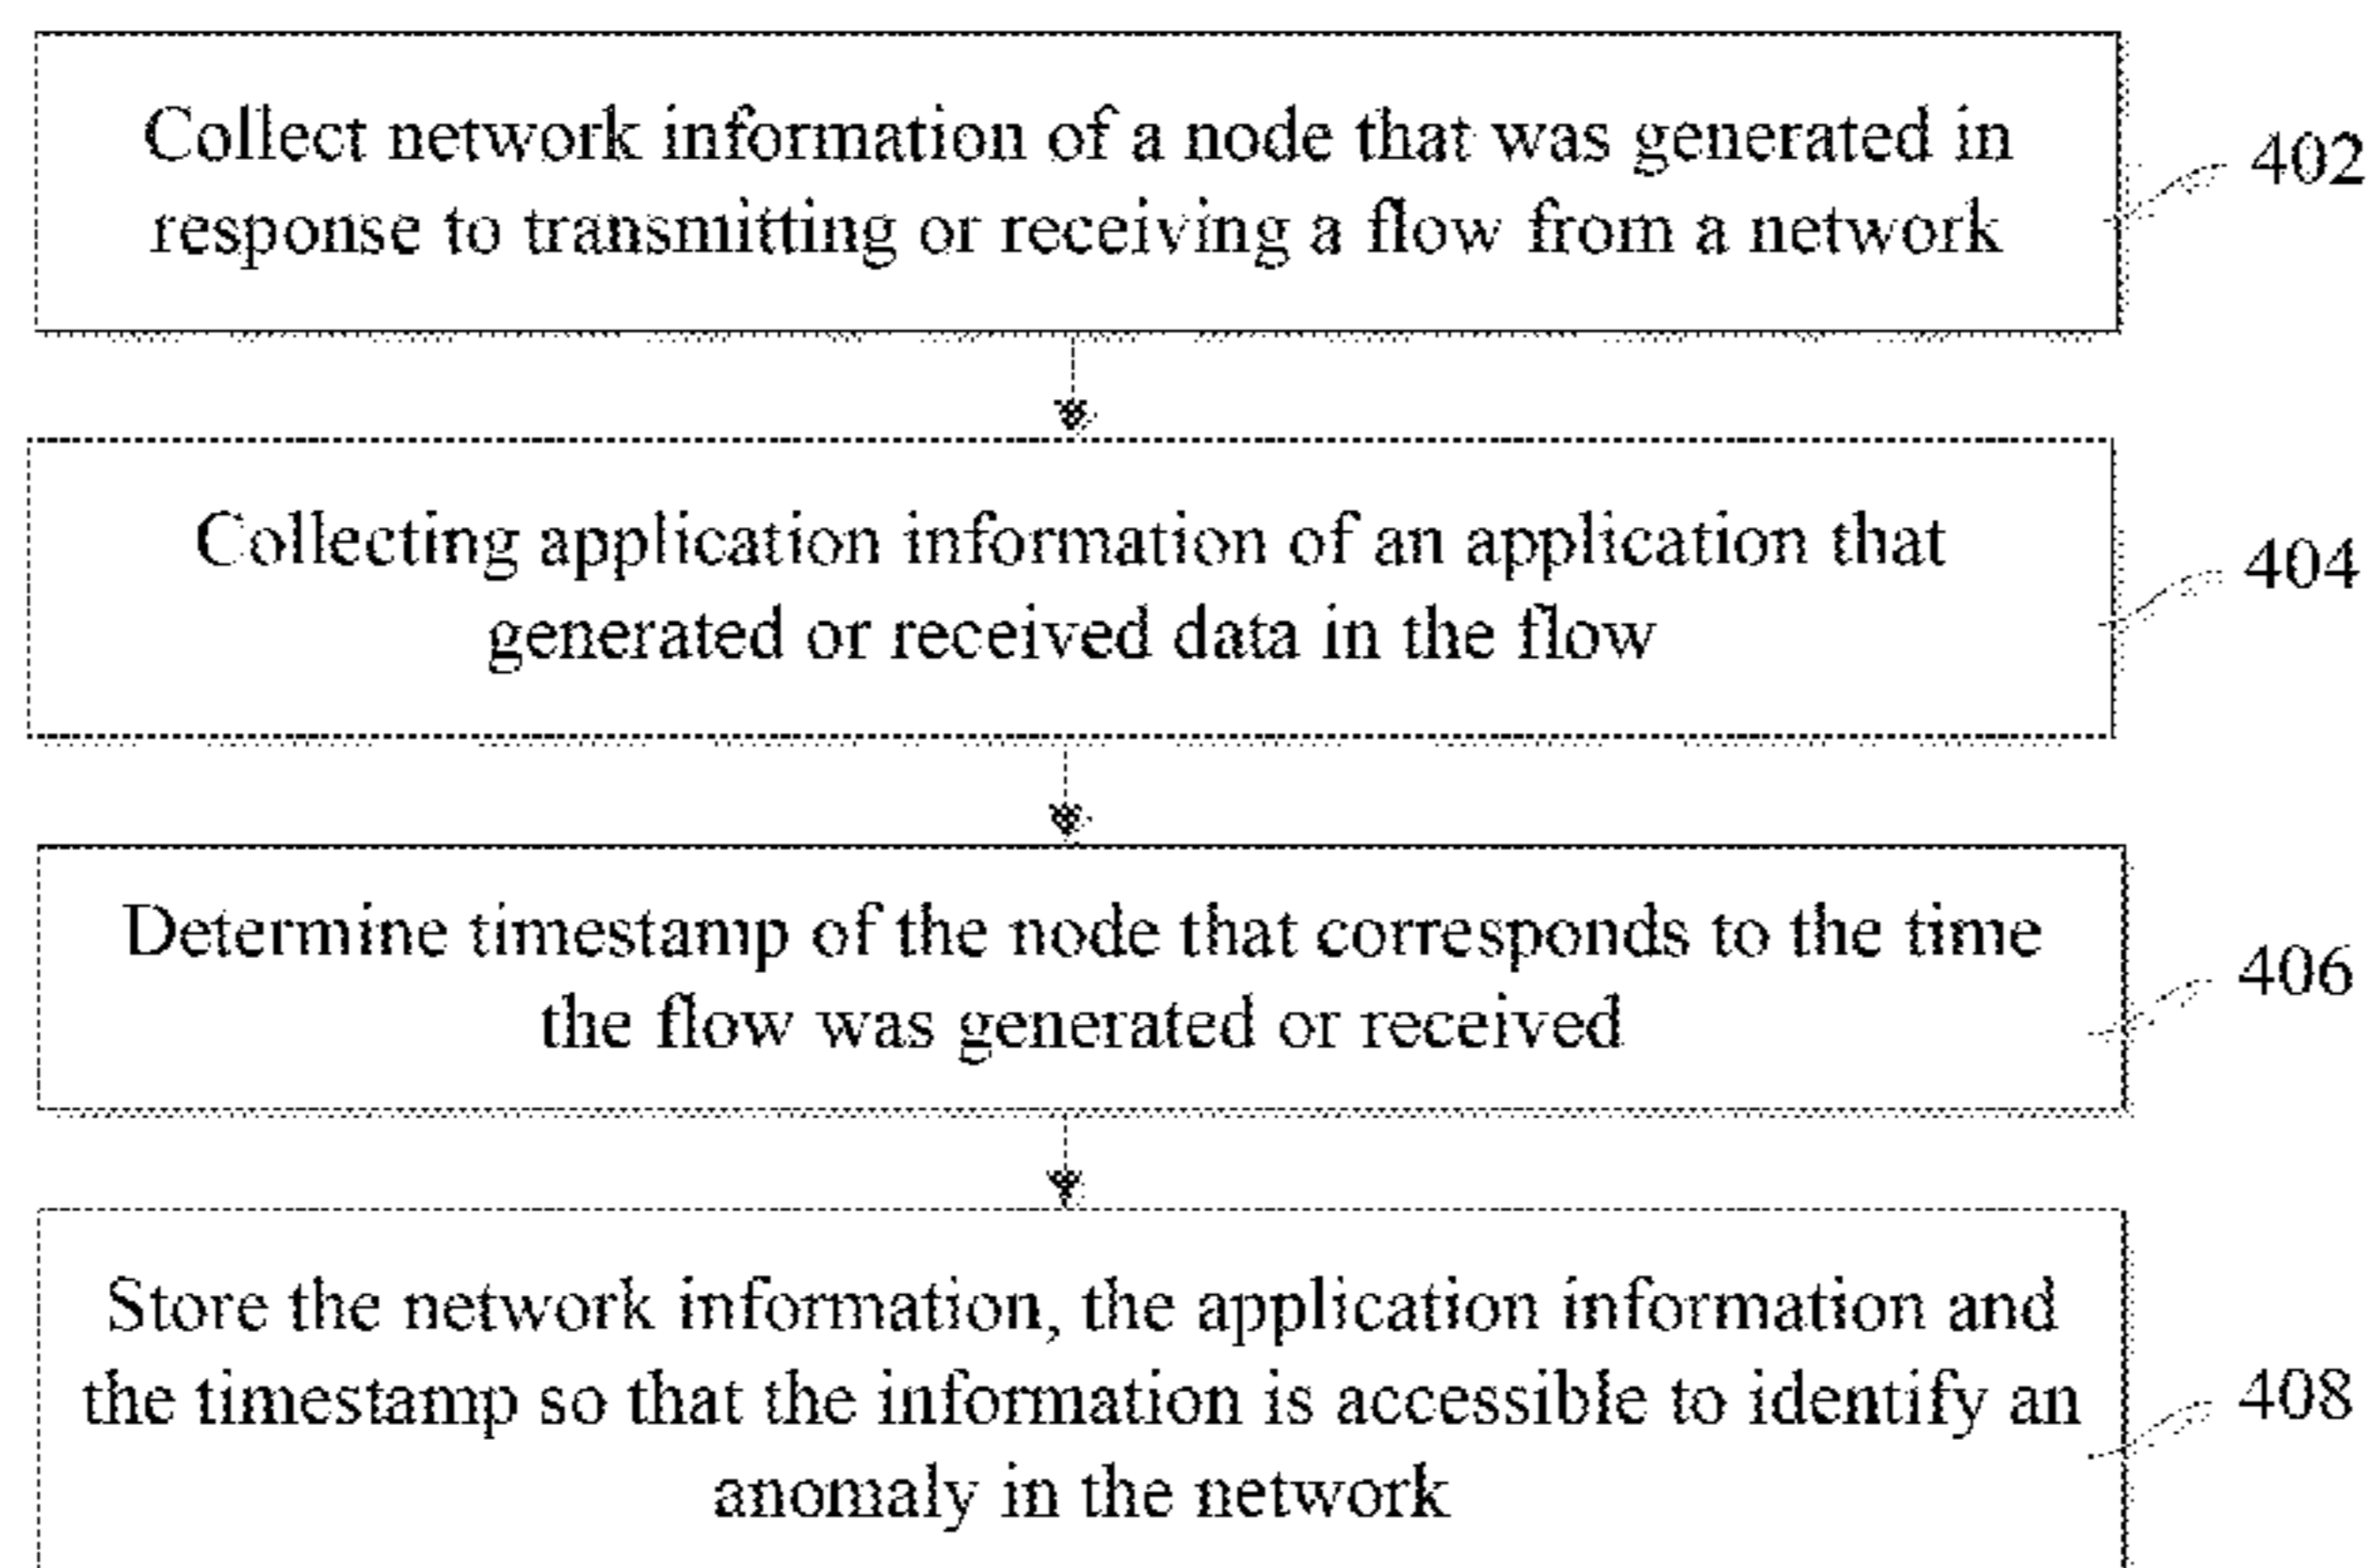 Collect network information of a node that was generated in
response to transmitting or receiving a flow from a network
402
Collecting application information of an application that
generated or received data in the flow
404
Determine timestamp of the node that corresponds to the time
the flow was generated or received
406
Store the network information, the application information and
the timestamp so that the information is accessible to identify an
anomaly in the network
408